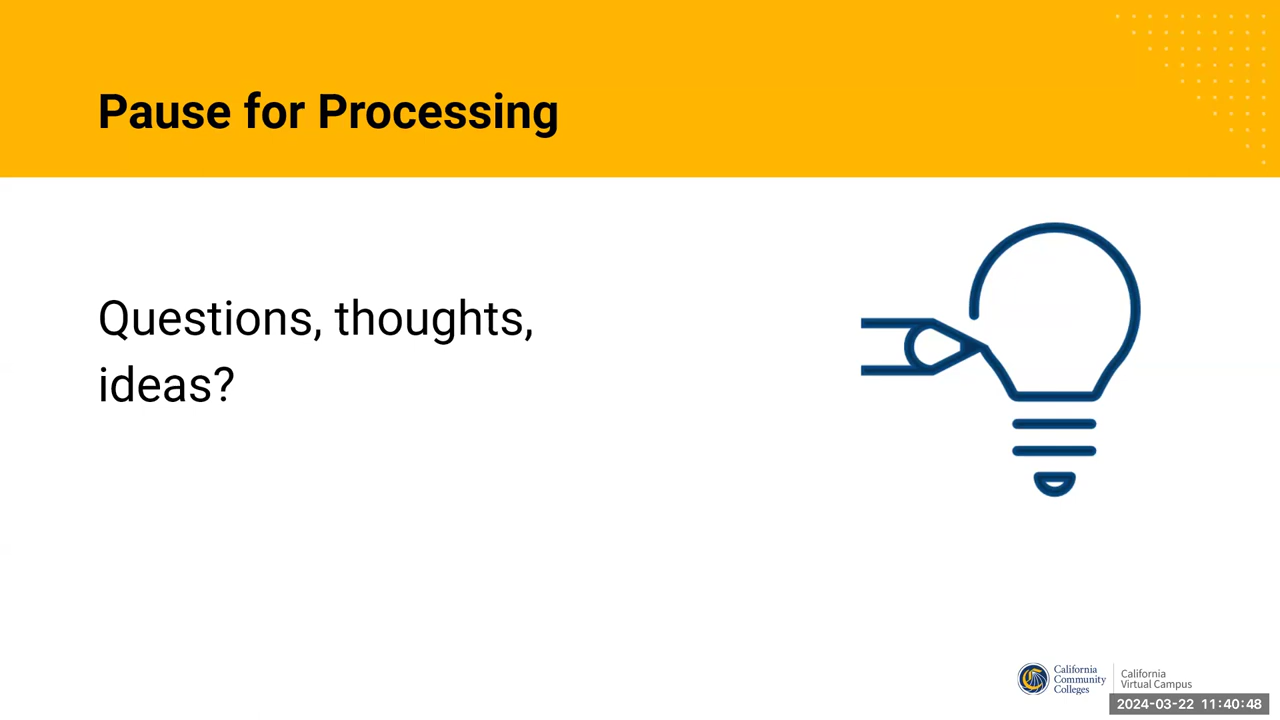 Pause for Processing
Questions, thoughts,
ideas?
California
Community
Colleges
California
Virtual Campus
2024-03-22 11:40:48